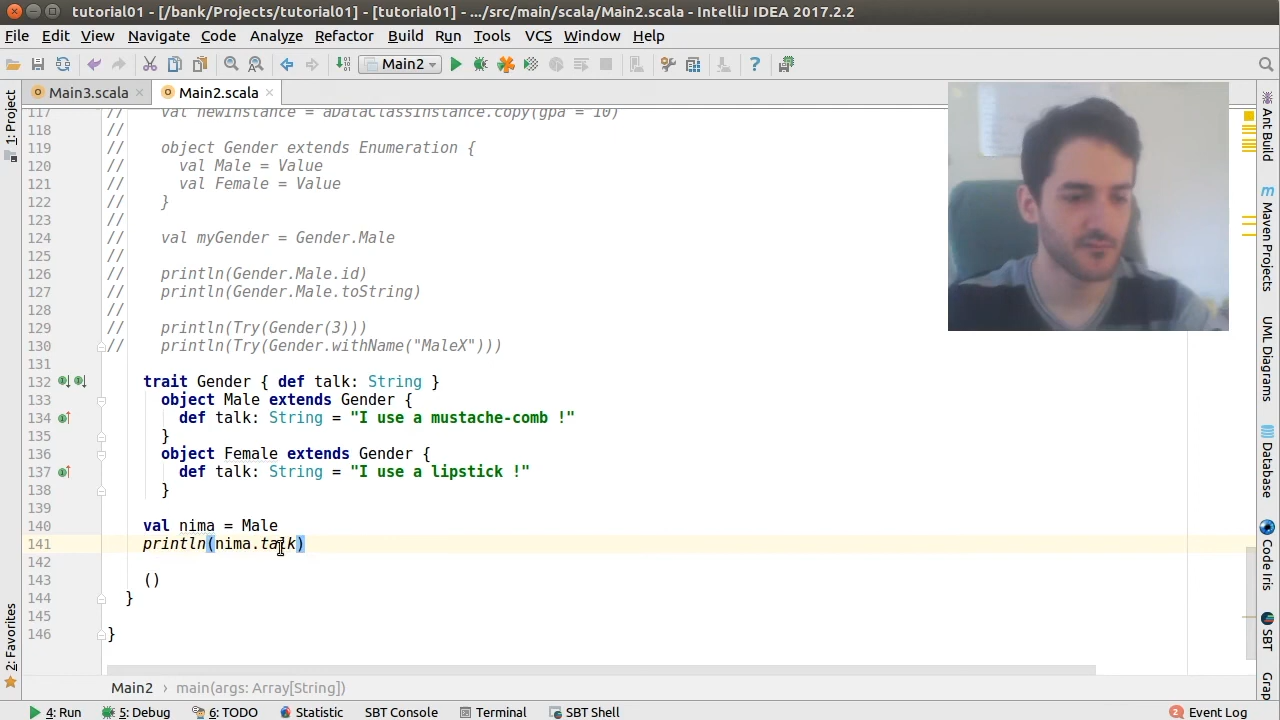 tutorial01 - [/bank/Projects/tutorial01] - [tutorial01] - .../src/main/scala/Main2.scala - IntelliJ IDEA 2017.2.2
File Edit View Navigate Code Analyze Refactor Build Run Tools VCS Window Help
Main2
Main3.scala Main2.scala
1: Project
117 // val newInstance = aDataClassInstance.copy(gpa = 10)
118 //
119 // object Gender extends Enumeration {
120 // val Male = Value
121 // val Female = Value
122 // }
123 //
124 // val myGender = Gender.Male
125 //
126 // println(Gender.Male.id)
127 // println(Gender.Male.toString)
128 //
129 // println(Try(Gender(3)))
130 // println(Try(Gender.withName("MaleX")))
131
132 trait Gender { def talk: String }
133 object Male extends Gender {
134 def talk: String = "I use a mustache-comb !"
135 }
136 object Female extends Gender {
137 def talk: String = "I use a lipstick !"
138 }
139
140 val nima = Male
141 println(nima.talk)
142
143 ()
144 }
145
146 }
Ant Build
Maven Projects
UML Diagrams
Database
Code Iris
SBT
Grap
2: Favorites
Main2 › main(args: Array[String])
4: Run 5: Debug 6: TODO Statistic SBT Console Terminal SBT Shell 2 Event Log